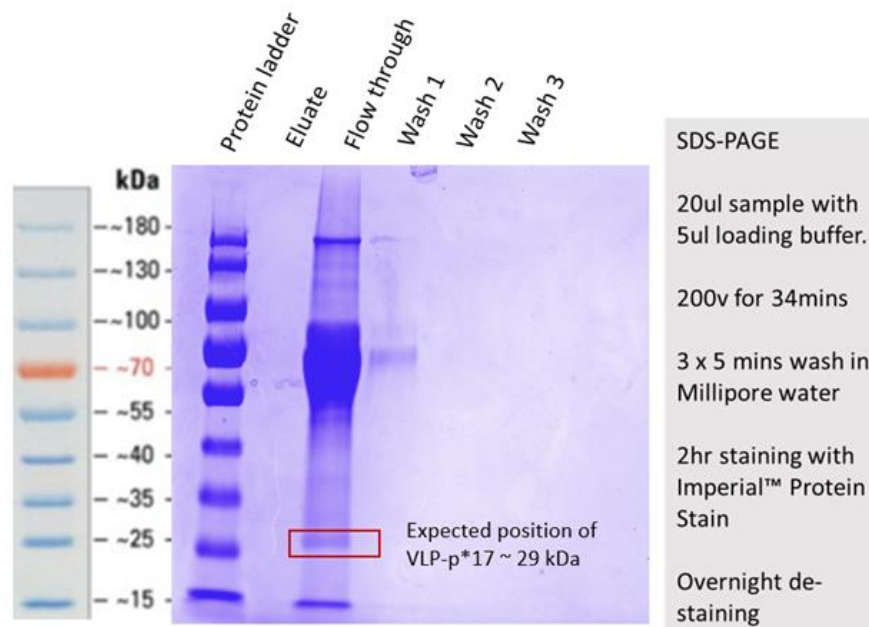 Protein ladder
Eluate
Flow through
Wash 1
Wash 2
Wash 3
kDa
~180
~130
~100
~70
~55
~40
~35
~25
~15
Expected position of
VLP-p*17 ~ 29 kDa
SDS-PAGE
20ul sample with
5ul loading buffer.
200v for 34mins
3 x 5 mins wash in
Millipore water
2hr staining with
Imperial™ Protein
Stain
Overnight de-
staining